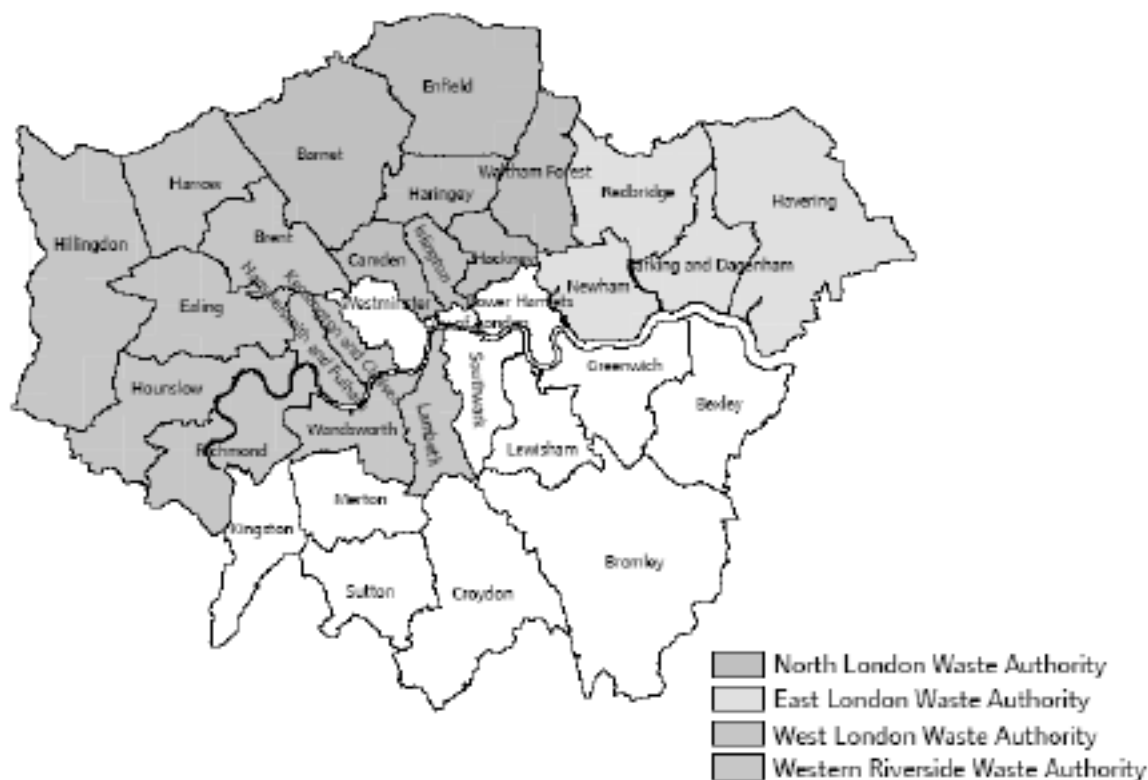 Enfield
Barnet
Harrow
Haringey
Waltham Forest
Redbridge
Havering
Hillingdon
Brent
Camden
Islington
Hackney
Newham
Barking and Dagenham
Ealing
Hammersmith and Fulham
Kensington and Chelsea
Westminster
Tower Hamlets
of London
Hounslow
Richmond
Wandsworth
Lambeth
Southwark
Lewisham
Greenwich
Bexley
Merton
Kingston
Sutton
Croydon
Bromley
North London Waste Authority
East London Waste Authority
West London Waste Authority
Western Riverside Waste Authority